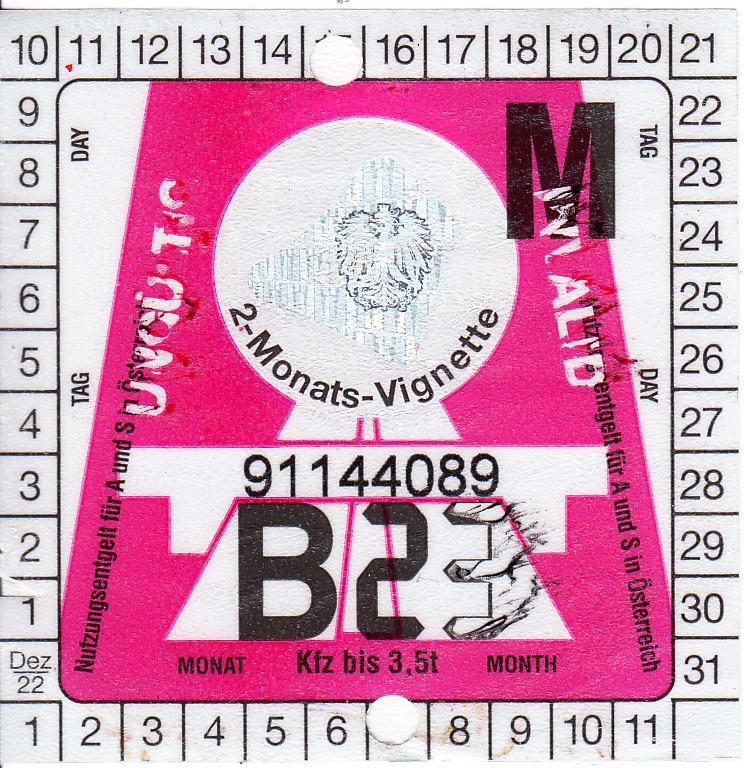 10 11 12 13 14 16 17 18 19 20 21
9 22
8 23
7 24
6 25
5 26
4 27
3 28
2 29
1 30
Dez
22
31
1 2 3 4 5 6 8 9 10 11
DAY
TAG
M
TAG
DAY
INVALID
2-Monats-Vignette
91144089
B23
Nutzungsentgelt für A und S in Österreich
Nutzungsentgelt für A und S in Österreich
MONAT Kfz bis 3,5t MONTH